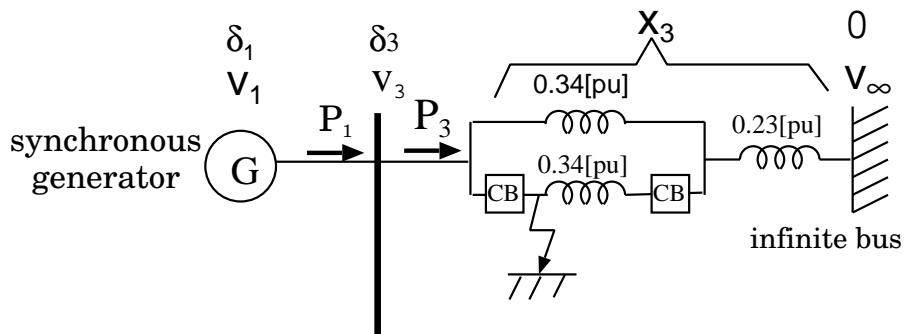 δ1 δ3 X3 0
V1 V3 V∞
0.34[pu]
synchronous
generator
G
P1 P3
0.23[pu]
0.34[pu]
CB CB
infinite bus